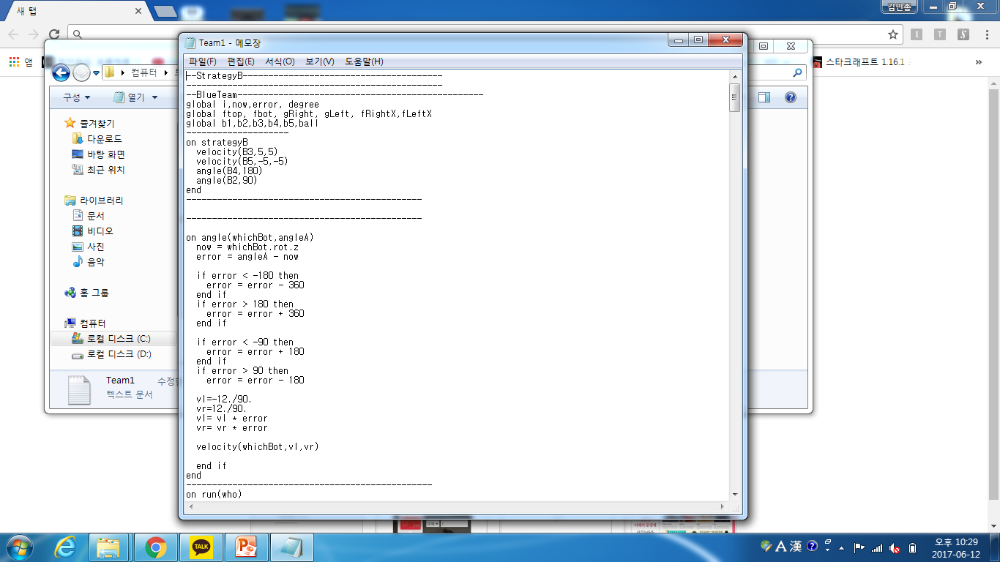 새 탭
김민종
앱
스타크래프트 1.16.1
컴퓨터
구성
열기
즐겨찾기
다운로드
바탕 화면
최근 위치
라이브러리
문서
비디오
사진
음악
홈 그룹
컴퓨터
로컬 디스크 (C:)
로컬 디스크 (D:)
Team1
텍스트 문서
Team1 - 메모장
파일(F) 편집(E) 서식(O) 보기(V) 도움말(H)
--StrategyB---------------------------------------
--------------------------------------------------
--BlueTeam------------------------------------------------
global i,now,error, degree
global ftop, fbot, gRight, gLeft, fRightX,fLeftX
global b1,b2,b3,b4,b5,ball
--------------------
on strategyB
velocity(B3,5,5)
velocity(B5,-5,-5)
angle(B4,180)
angle(B2,90)
end
----------------------------------------------
----------------------------------------------
on angle(whichBot,angleA)
now = whichBot.rot.z
error = angleA - now
if error < -180 then
error = error - 360
end if
if error > 180 then
error = error + 360
end if
if error < -90 then
error = error + 180
end if
if error > 90 then
error = error - 180
vl=-12./90.
vr=12./90.
vl= vl * error
vr= vr * error
velocity(whichBot,vl,vr)
end if
end
------------------------------------------------
on run(who)
TALK
A 漢
오후 10:29
2017-06-12